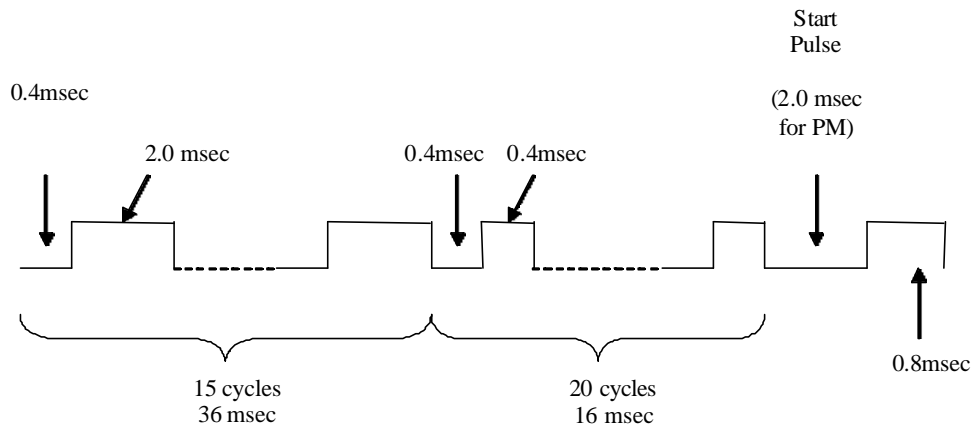 Start
Pulse
(2.0 msec
for PM)
0.4msec
2.0 msec
0.4msec
0.4msec
0.8msec
15 cycles
36 msec
20 cycles
16 msec